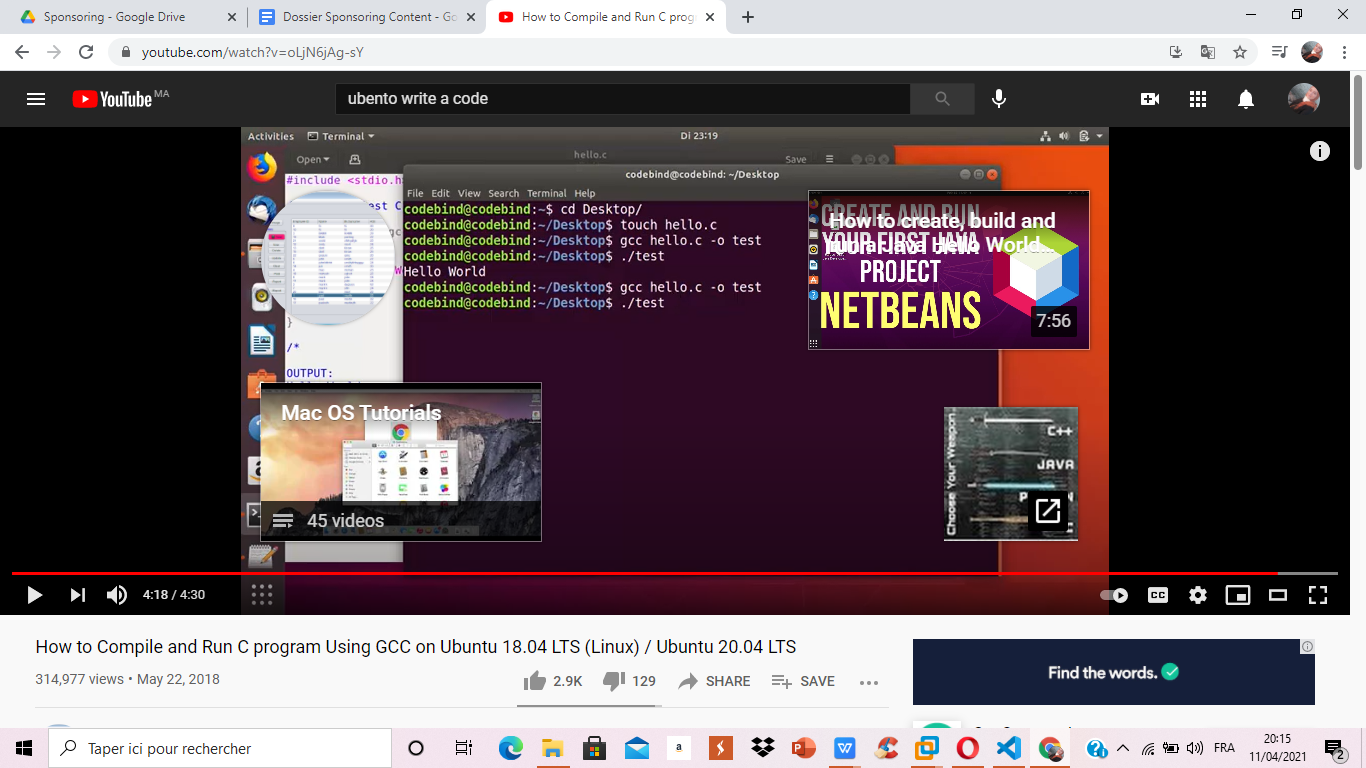 Sponsoring - Google Drive
Dossier Sponsoring Content - Go
How to Compile and Run C prog
youtube.com/watch?v=oLjN6jAg-sY
YouTube MA
ubento write a code
Activities
Terminal
Di 23:19
Open
hello.c
Save
codebind@codebind: ~/Desktop
File Edit View Search Terminal Help
#include <stdio.h
codebind@codebind:~$ cd Desktop/
codebind@codebind:~/Desktop$ touch hello.c
codebind@codebind:~/Desktop$ gcc hello.c -o test
codebind@codebind:~/Desktop$ ./test
Hello World
codebind@codebind:~/Desktop$ gcc hello.c -o test
codebind@codebind:~/Desktop$ ./test
}
/*
OUTPUT:
CREATE AND RUN
YOUR FIRST JAVA
PROJECT
NETBEANS
How to create, build and
run a Java Hello World...
7:56
Mac OS Tutorials
45 videos
Choose Your Weapon
C++
JAVA
4:18 / 4:30
CC
How to Compile and Run C program Using GCC on Ubuntu 18.04 LTS (Linux) / Ubuntu 20.04 LTS
314,977 views • May 22, 2018
2.9K
129
SHARE
SAVE
Find the words.
Taper ici pour rechercher
a
W
FRA
20:15
11/04/2021
2